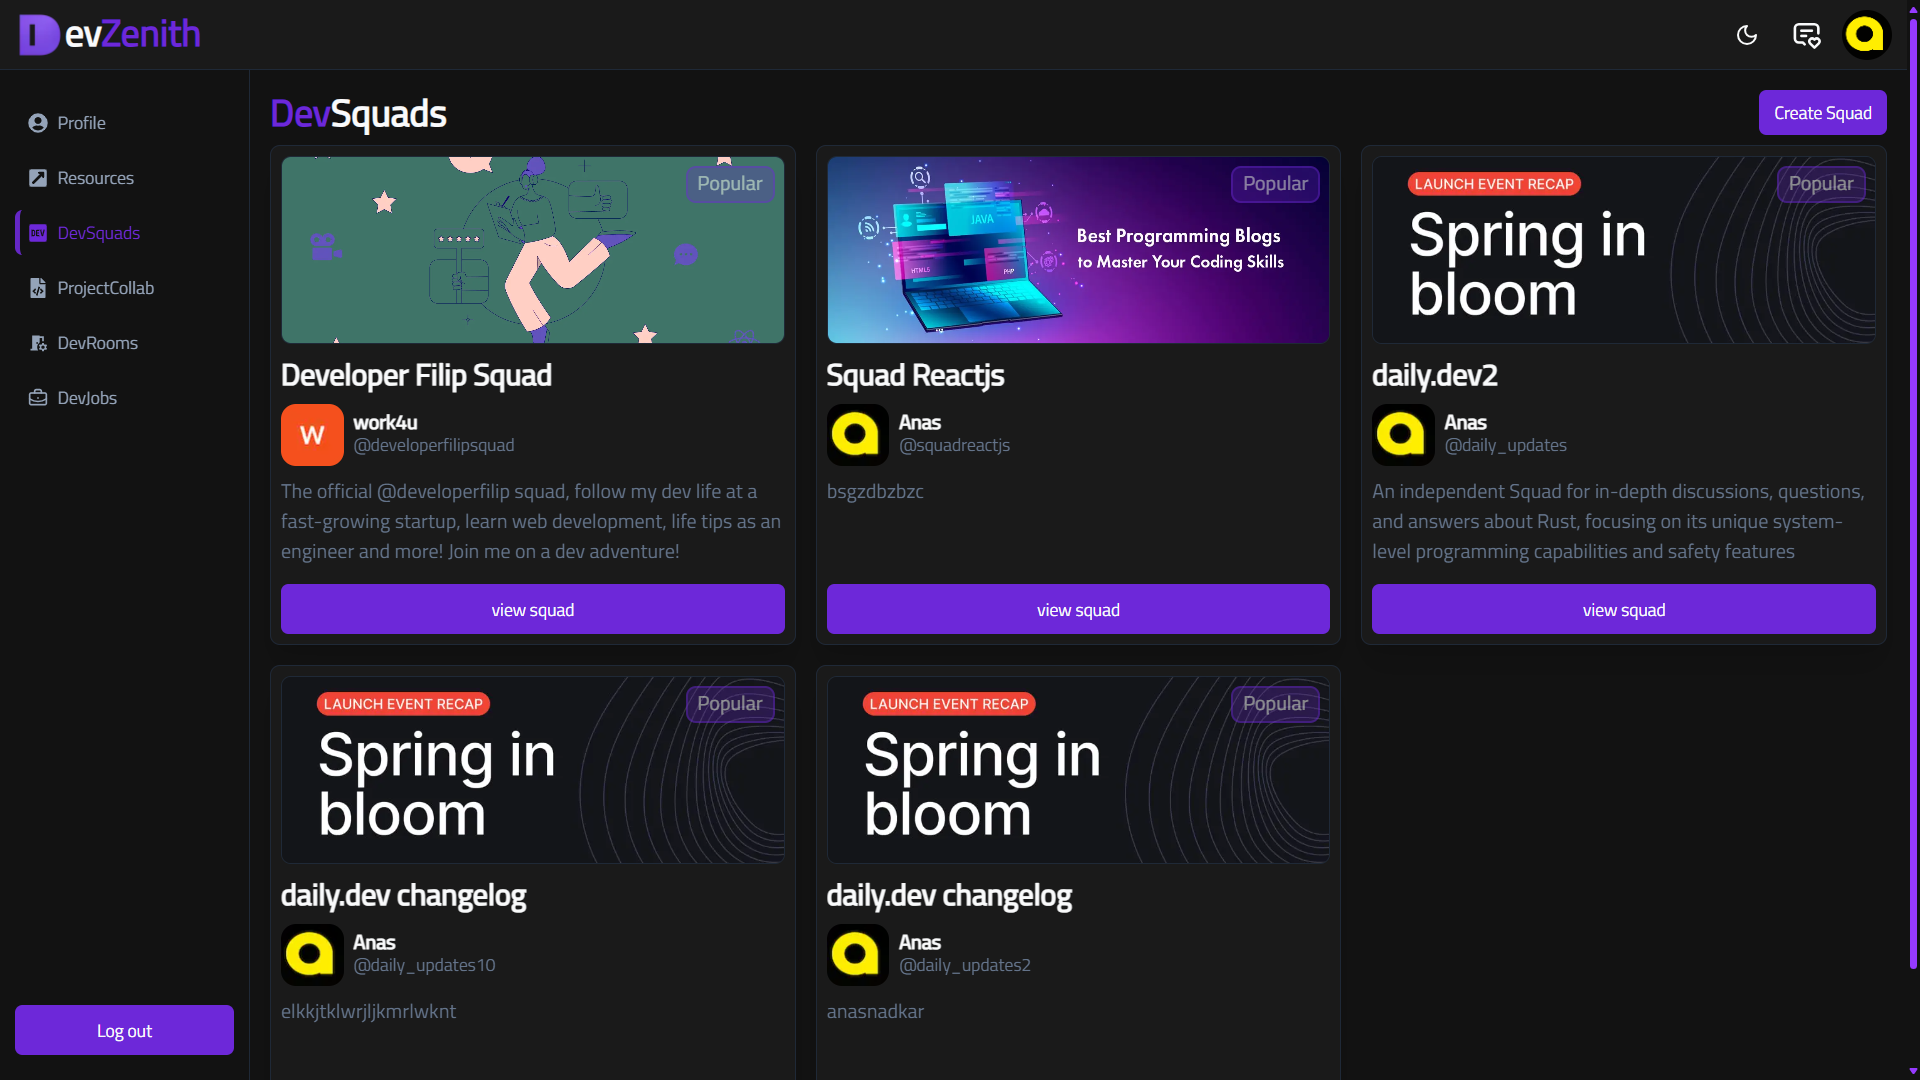 DevZenith
Profile
Resources
DevSquads
ProjectCollab
DevRooms
DevJobs
Log out
DevSquads
Create Squad
Popular
Developer Filip Squad
W
work4u
@developerfilipsquad
The official @developerfilip squad, follow my dev life at a
fast-growing startup, learn web development, life tips as an
engineer and more! Join me on a dev adventure!
view squad
Popular
JAVA
HTML5
PHP
Best Programming Blogs
to Master Your Coding Skills
Squad Reactjs
Anas
@squadreactjs
bsgzdbzbzc
view squad
LAUNCH EVENT RECAP
Popular
Spring in
bloom
daily.dev2
Anas
@daily_updates
An independent Squad for in-depth discussions, questions,
and answers about Rust, focusing on its unique system-
level programming capabilities and safety features
view squad
LAUNCH EVENT RECAP
Popular
Spring in
bloom
daily.dev changelog
Anas
@daily_updates10
elkkjtklwrjljkmrlwknt
LAUNCH EVENT RECAP
Popular
Spring in
bloom
daily.dev changelog
Anas
@daily_updates2
anasnadkar